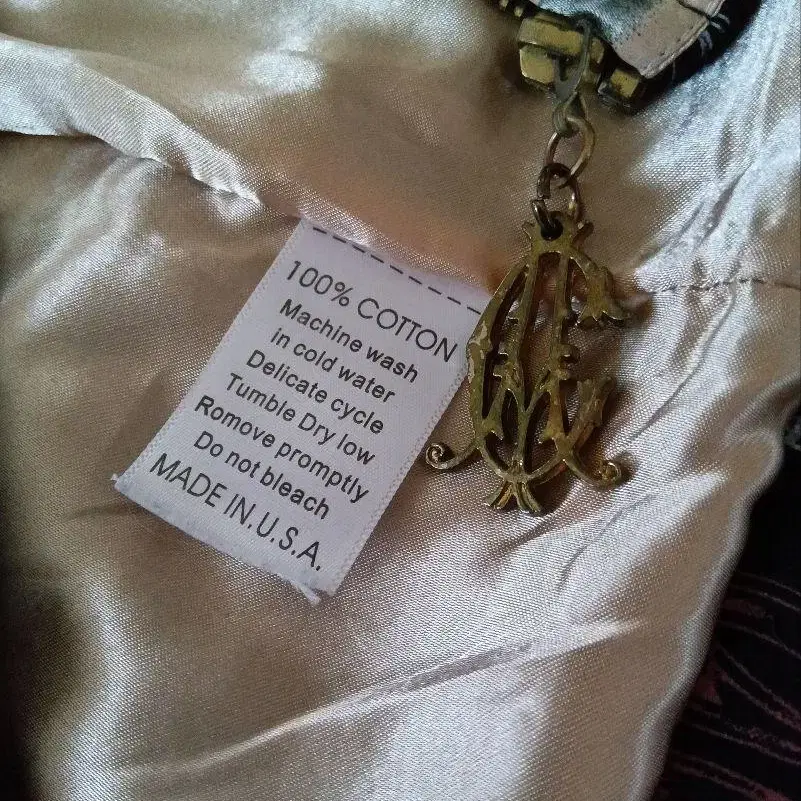 100% COTTON
Machine wash
in cold water
Delicate cycle
Tumble Dry low
Romove promptly
Do not bleach
MADE IN.U.S.A.